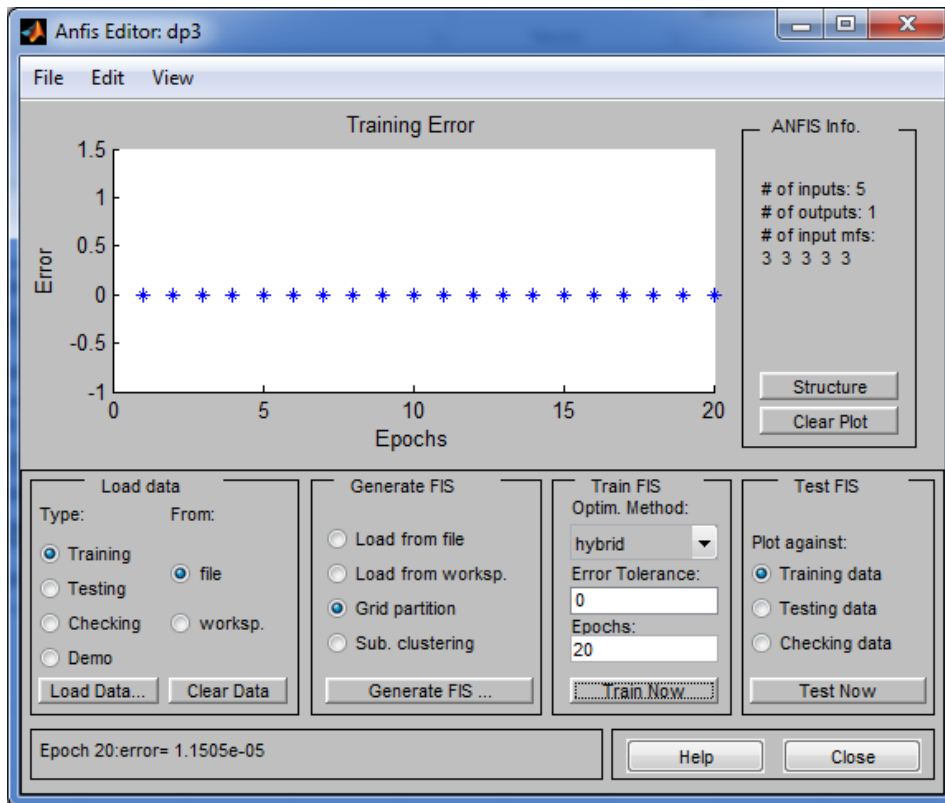 Anfis Editor: dp3
File Edit View
Training Error
1.5
1
0.5
0
-0.5
-1
Error
0 5 10 15 20
Epochs
ANFIS Info.
# of inputs: 5
# of outputs: 1
# of input mfs:
3 3 3 3 3
Structure
Clear Plot
Load data
Type: From:
Training
file
Testing
Checking
worksp.
Demo
Load Data... Clear Data
Generate FIS
Load from file
Load from worksp.
Grid partition
Sub. clustering
Generate FIS ...
Train FIS
Optim. Method:
hybrid
Error Tolerance:
0
Epochs:
20
Train Now
Test FIS
Plot against:
Training data
Testing data
Checking data
Test Now
Epoch 20:error= 1.1505e-05
Help Close